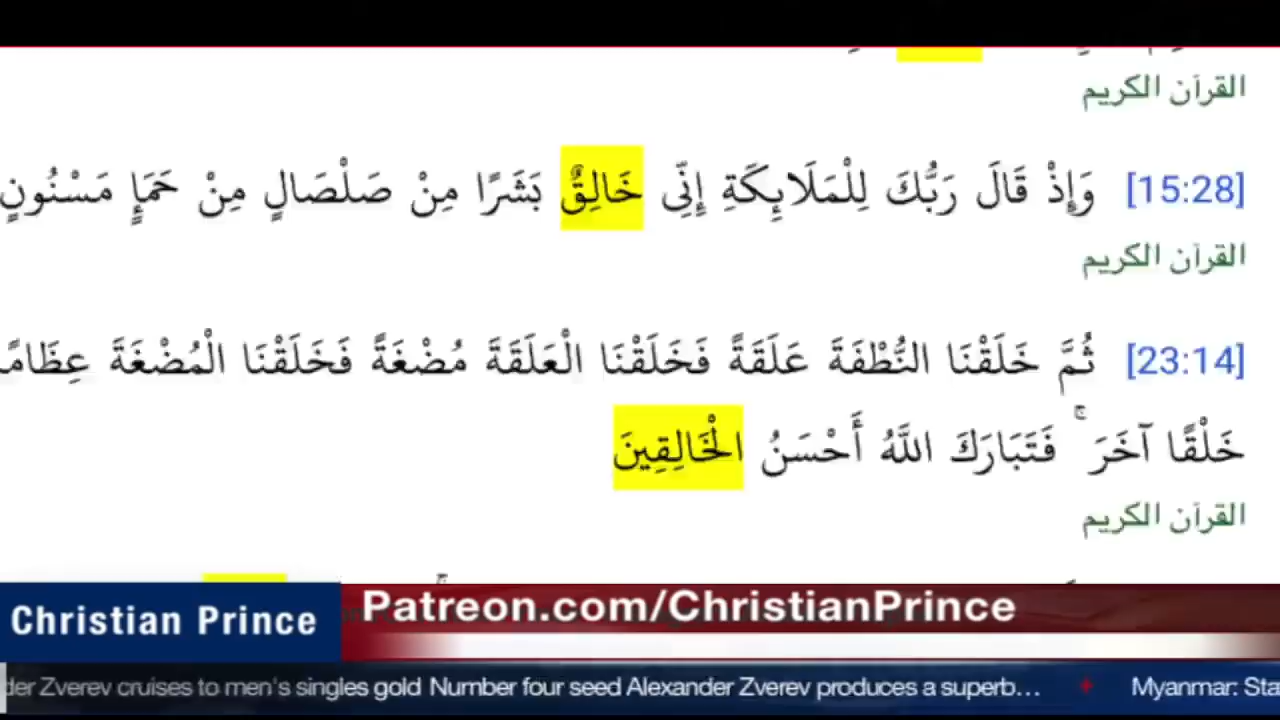 القرآن الكريم
[15:28] وَإِذْ قَالَ رَبُّكَ لِلْمَلَائِكَةِ إِنِّى خَالِقٌ بَشَرًا مِنْ صَلْصَالٍ مِنْ حَمَإٍ مَسْنُونٍ
القرآن الكريم
[23:14] ثُمَّ خَلَقْنَا النُّطْفَةَ عَلَقَةً فَخَلَقْنَا الْعَلَقَةَ مُضْغَةً فَخَلَقْنَا الْمُضْغَةَ عِظَامًا
خَلْقًا آخَرَ ۚ فَتَبَارَكَ اللَّهُ أَحْسَنُ الْخَالِقِينَ
القرآن الكريم
Christian Prince
Patreon.com/ChristianPrince
der Zverev cruises to men's singles gold Number four seed Alexander Zverev produces a superb… Myanmar: